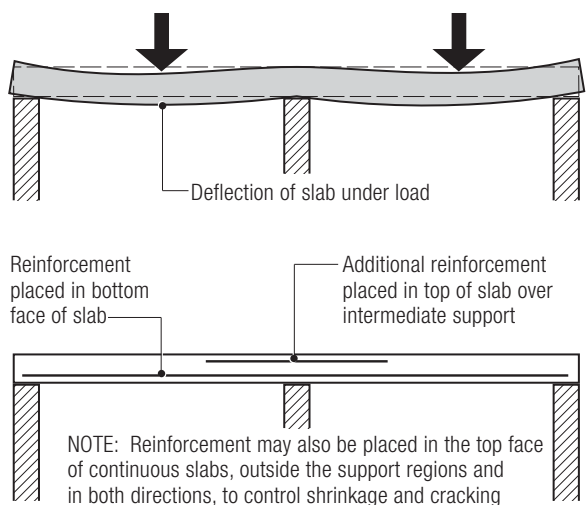 Deflection of slab under load
Reinforcement
placed in bottom
face of slab
Additional reinforcement
placed in top of slab over
intermediate support
NOTE: Reinforcement may also be placed in the top face
of continuous slabs, outside the support regions and
in both directions, to control shrinkage and cracking